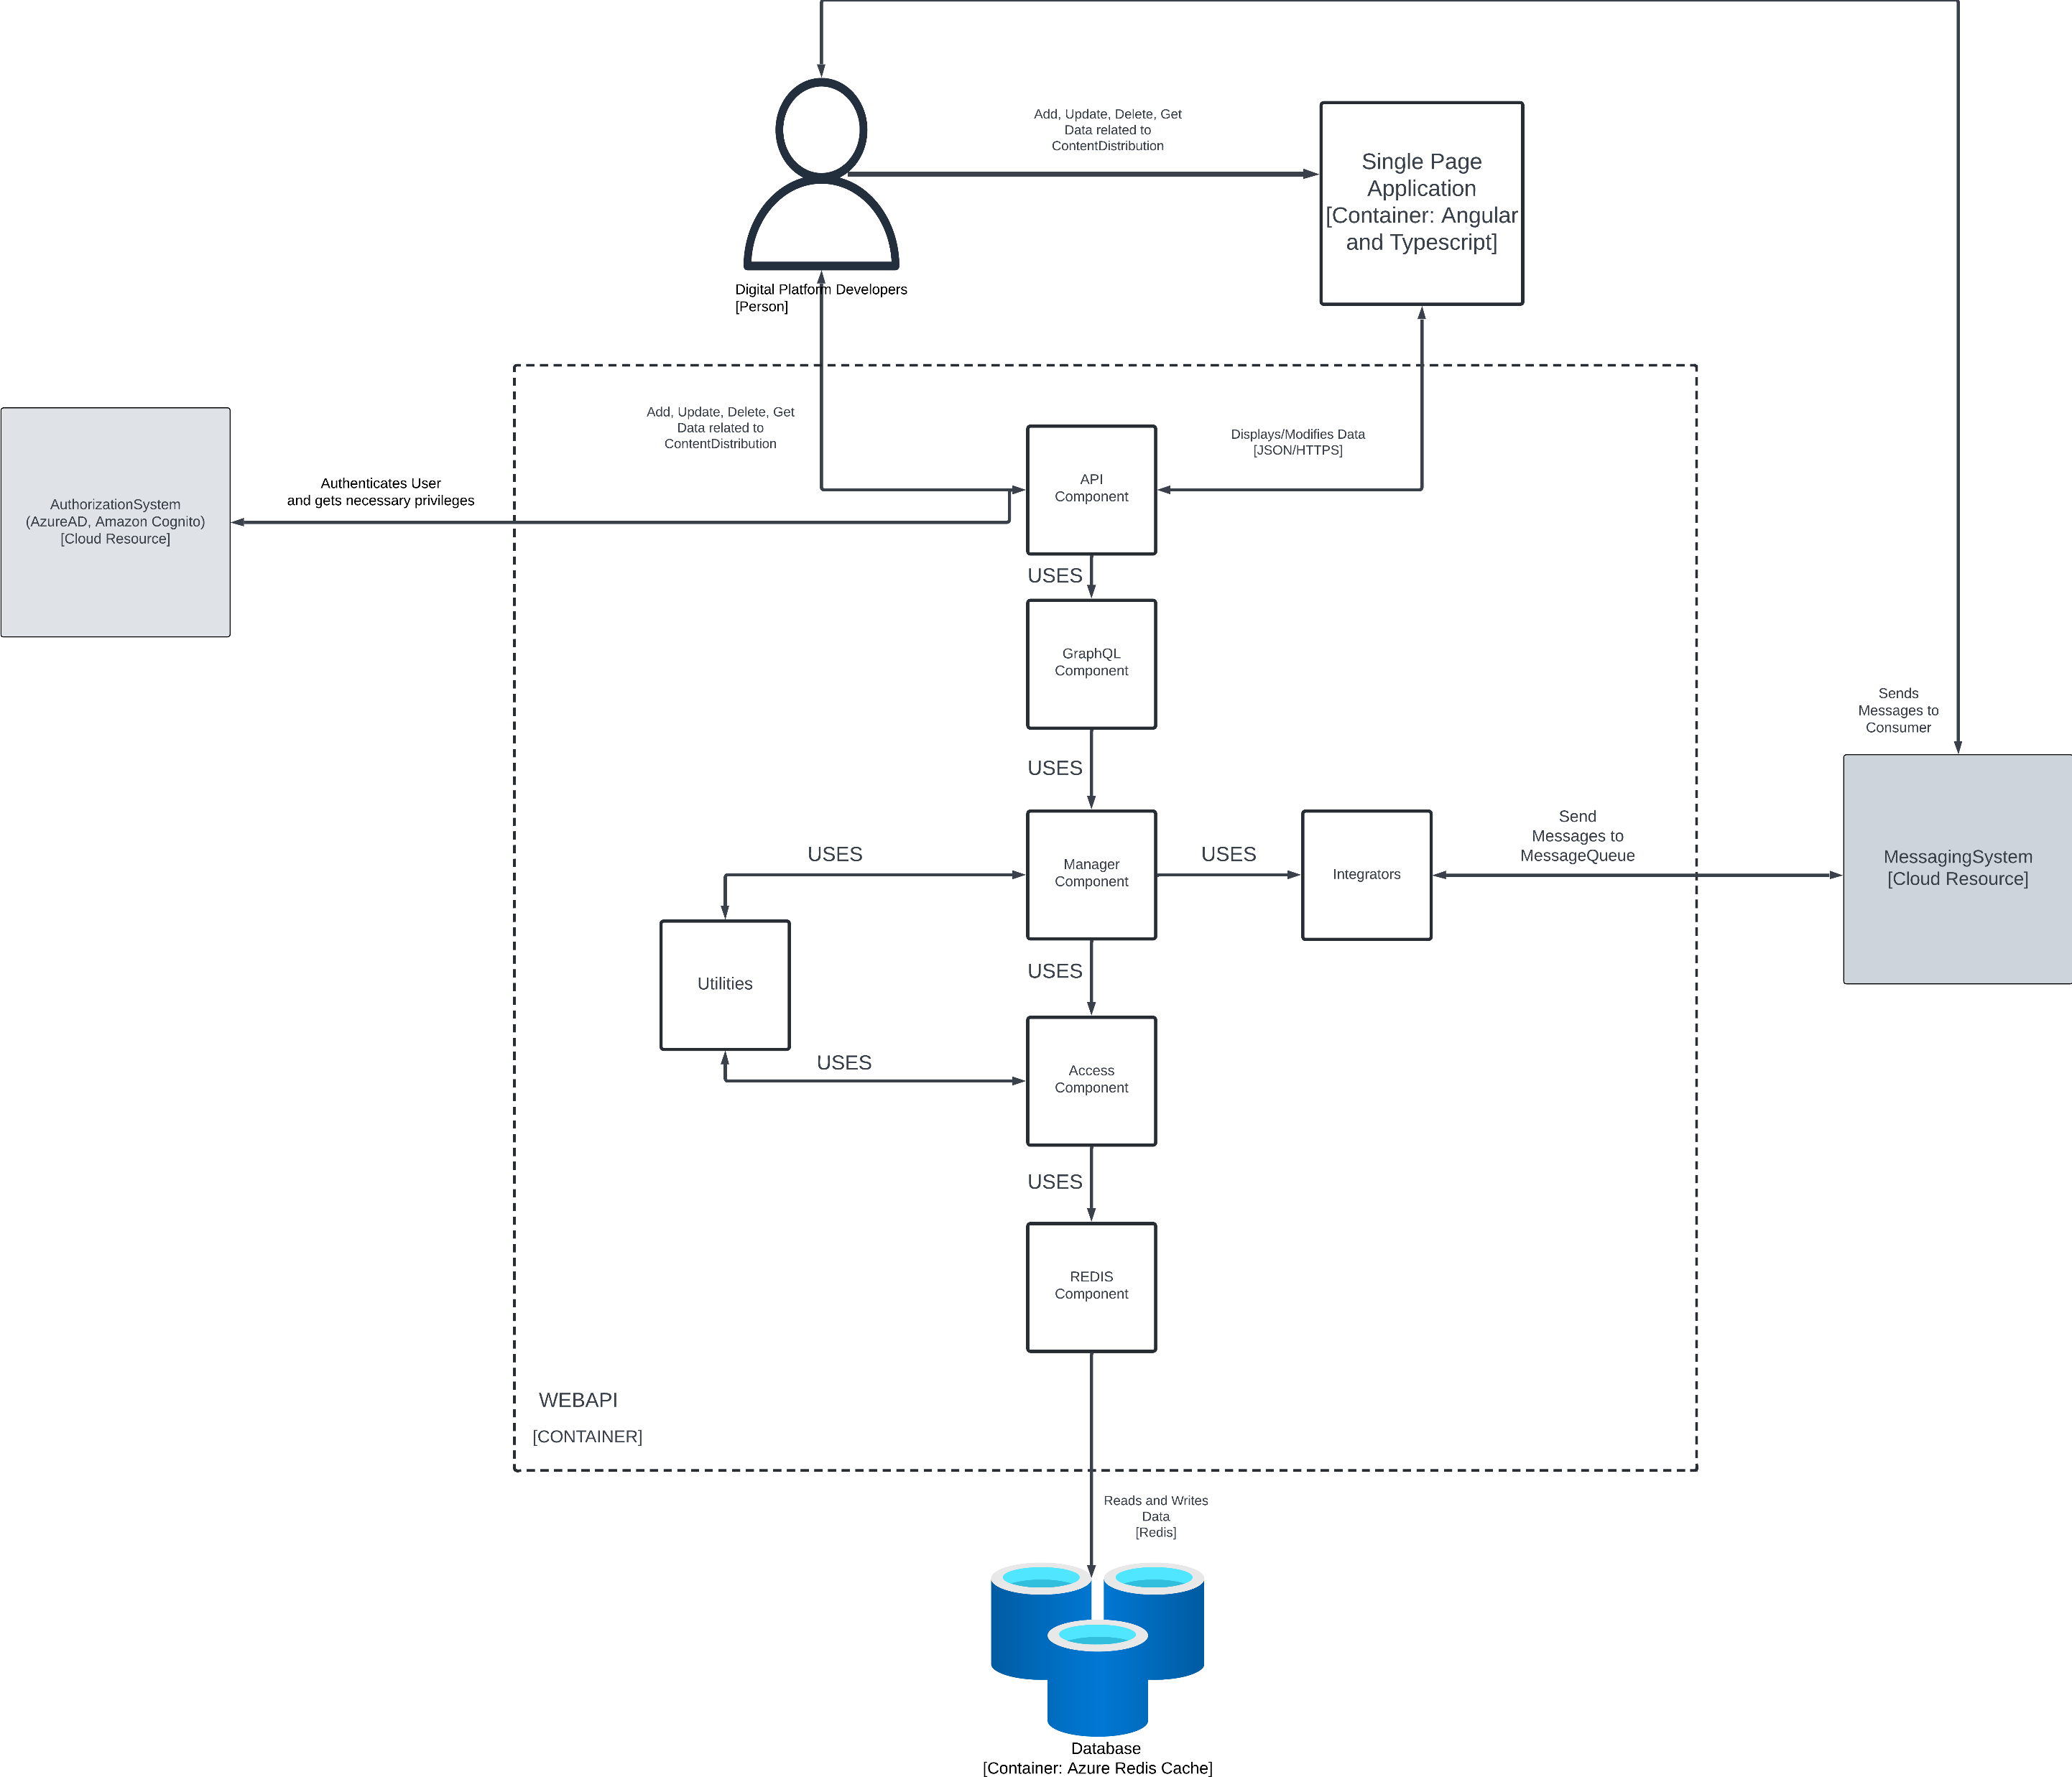 Add, Update, Delete, Get
Data related to
ContentDistribution
Single Page
Application
[Container: Angular
and Typescript]
Digital Platform Developers
[Person]
Add, Update, Delete, Get
Data related to
ContentDistribution
Displays/Modifies Data
[JSON/HTTPS]
API
Component
Authenticates User
and gets necessary privileges
AuthorizationSystem
(AzureAD, Amazon Cognito)
[Cloud Resource]
USES
GraphQL
Component
Sends
Messages to
Consumer
USES
Send
Messages to
MessageQueue
USES
Manager
Component
USES
Integrators
MessagingSystem
[Cloud Resource]
USES
Utilities
USES
Access
Component
USES
REDIS
Component
WEBAPI
[CONTAINER]
Reads and Writes
Data
[Redis]
Database
[Container: Azure Redis Cache]